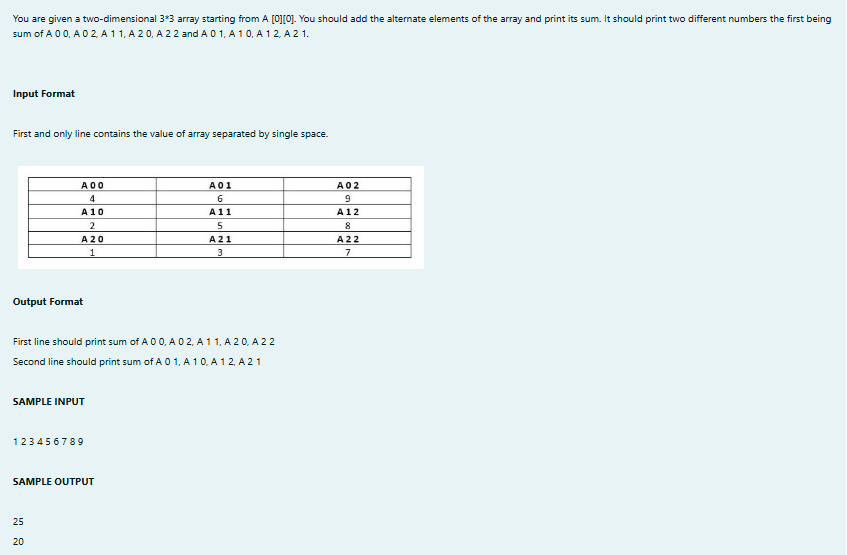 You are given a two-dimensional 3*3 array starting from A [0][0]. You should add the alternate elements of the array and print its sum. It should print two different numbers the first being
sum of A 0 0, A 0 2, A 1 1, A 2 0, A 2 2 and A 0 1, A 1 0, A 1 2, A 2 1.
Input Format
First and only line contains the value of array separated by single space.
A 0 0 A 0 1 A 0 2
4 6 9
A 1 0 A 1 1 A 1 2
2 5 8
A 2 0 A 2 1 A 2 2
1 3 7
Output Format
First line should print sum of A 0 0, A 0 2, A 1 1, A 2 0, A 2 2
Second line should print sum of A 0 1, A 1 0, A 1 2, A 2 1
SAMPLE INPUT
1 2 3 4 5 6 7 8 9
SAMPLE OUTPUT
25
20